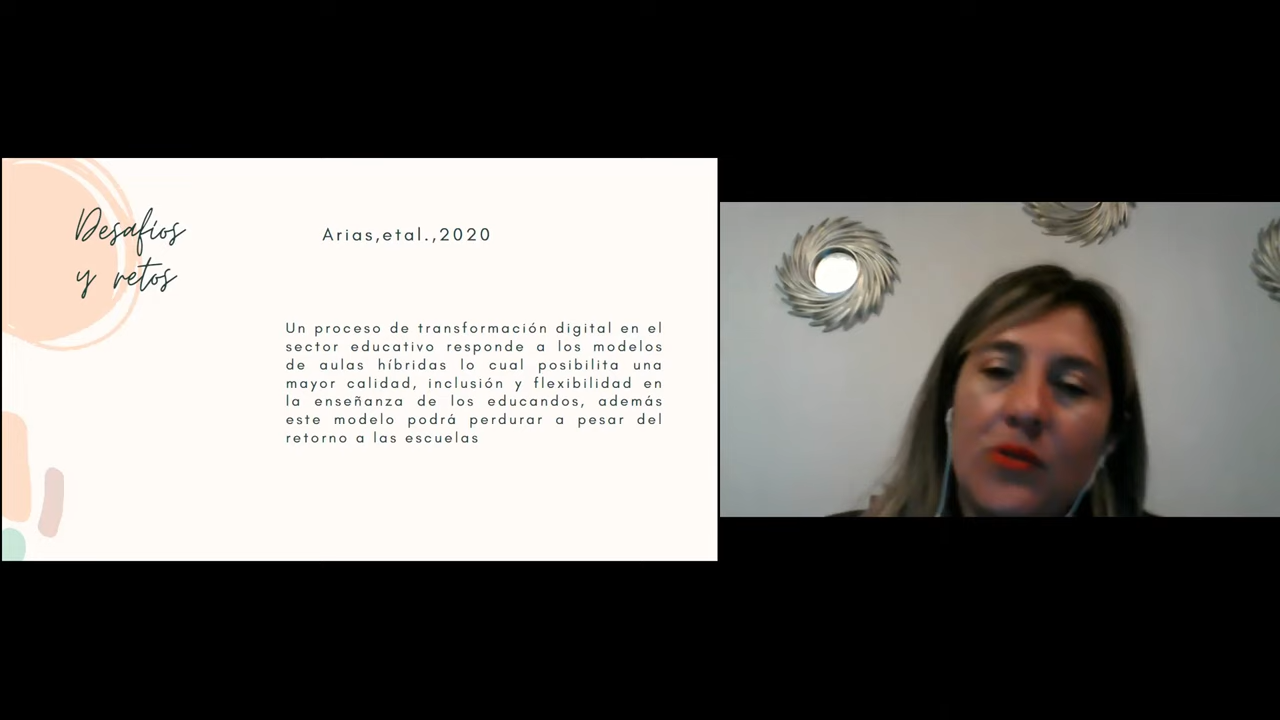 Desafíos
y retos
Arias,etal.,2020
Un proceso de transformación digital en el
sector educativo responde a los modelos
de aulas híbridas lo cual posibilita una
mayor calidad, inclusión y flexibilidad en
la enseñanza de los educandos, además
este modelo podrá perdurar a pesar del
retorno a las escuelas